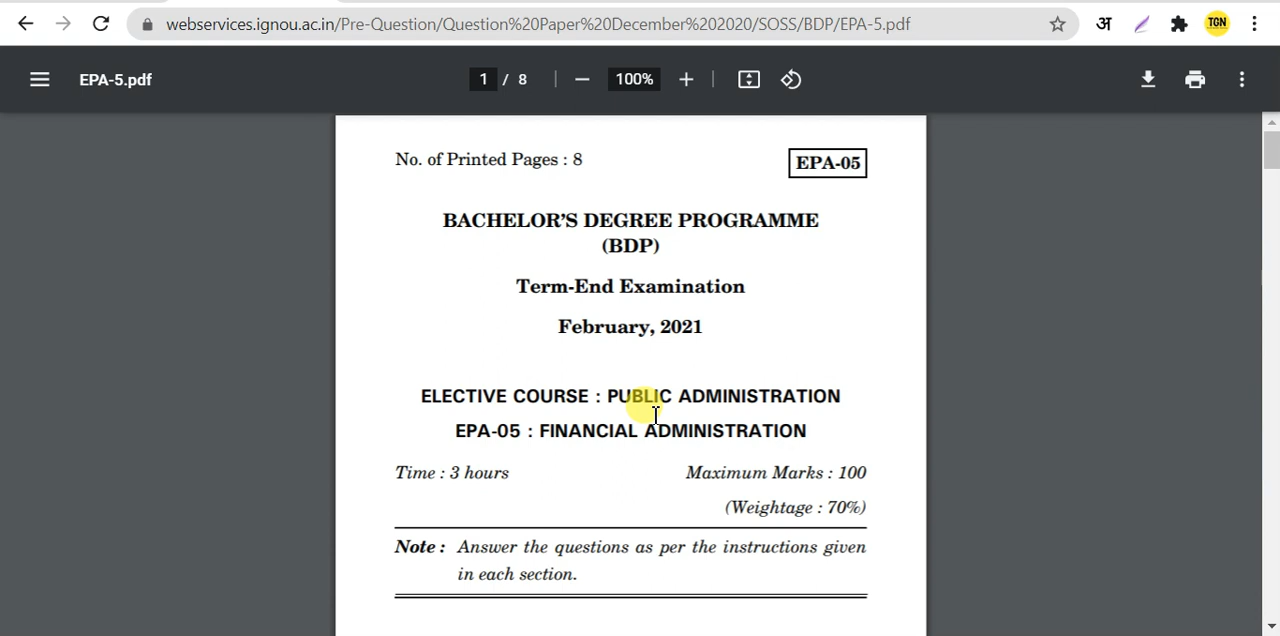 webservices.ignou.ac.in/Pre-Question/Question%20Paper%20December%202020/SOSS/BDP/EPA-5.pdf
अ
TGN
EPA-5.pdf
1 / 8
100%
No. of Printed Pages : 8
EPA-05
BACHELOR'S DEGREE PROGRAMME
(BDP)
Term-End Examination
February, 2021
ELECTIVE COURSE : PUBLIC ADMINISTRATION
EPA-05 : FINANCIAL ADMINISTRATION
Time : 3 hours
Maximum Marks : 100
(Weightage : 70%)
Note : Answer the questions as per the instructions given
in each section.